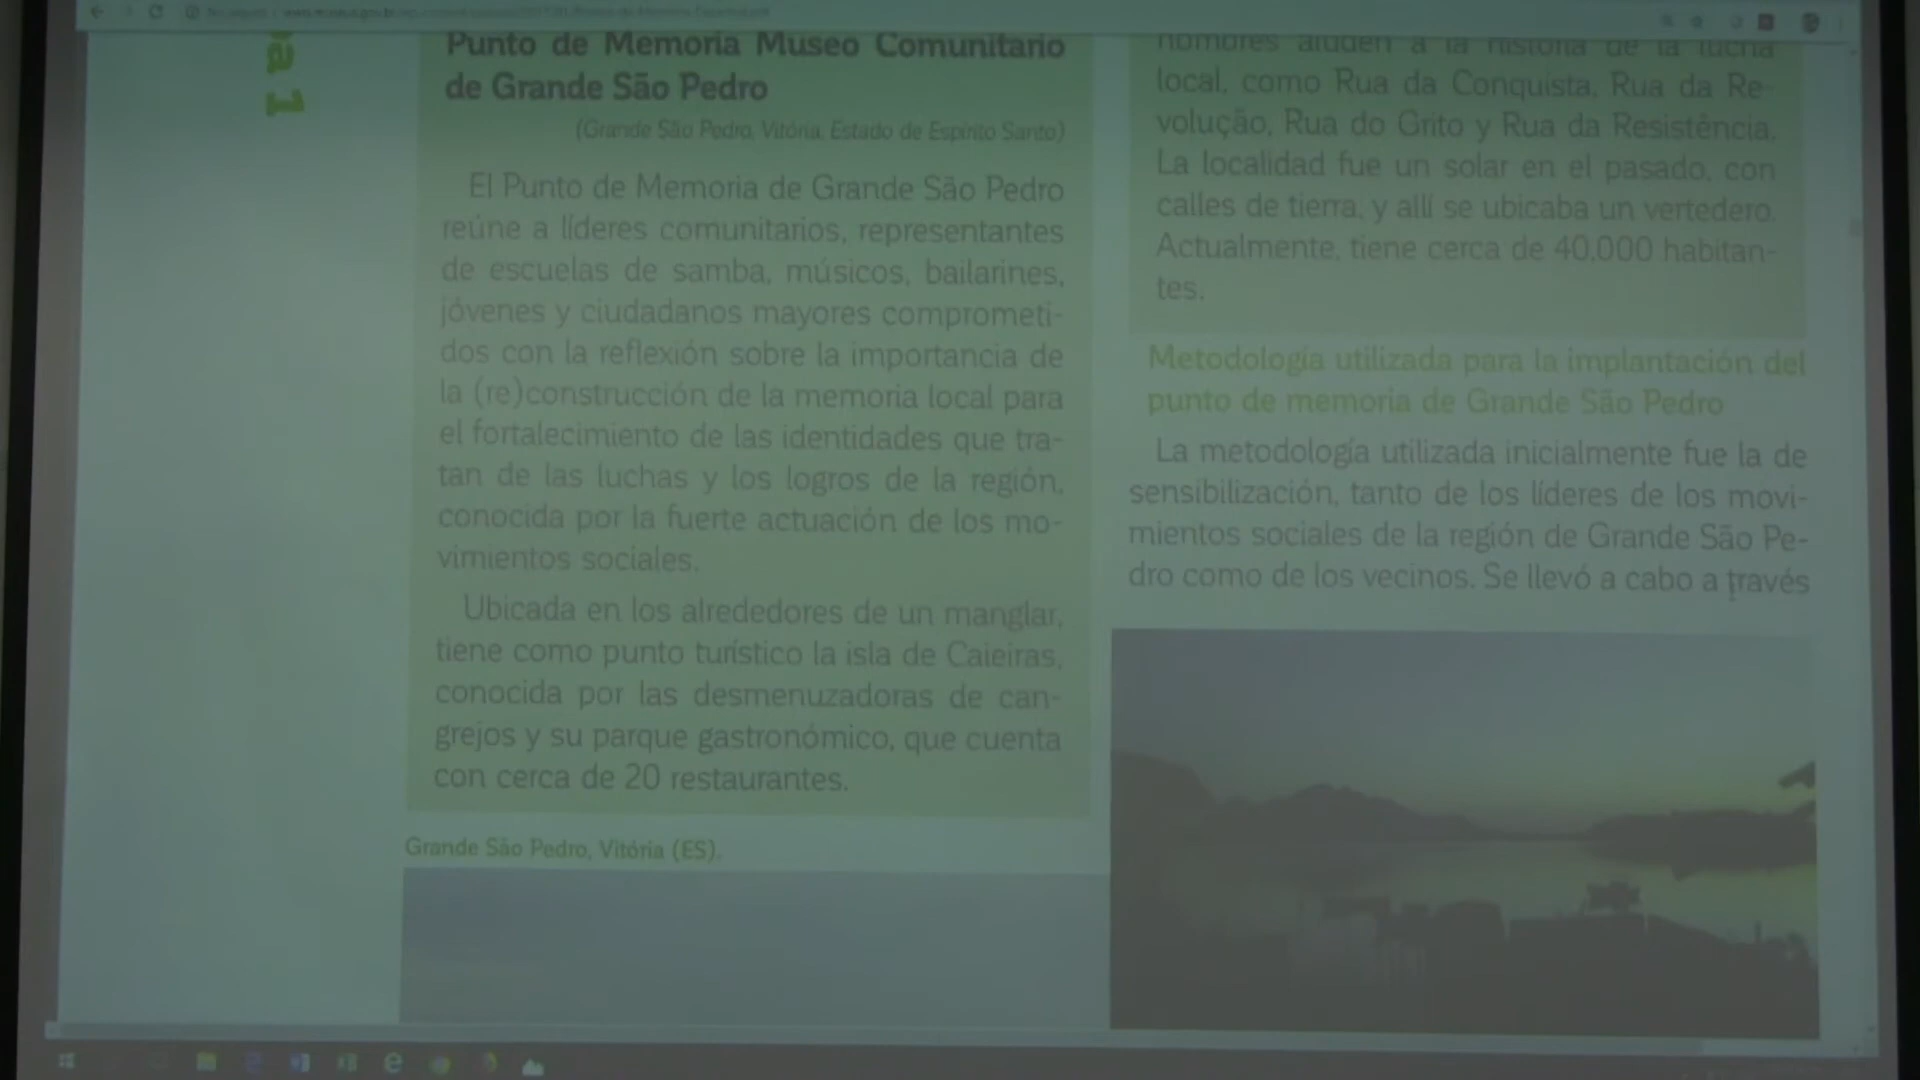 a 1
Punto de Memoria Museo Comunitario
de Grande São Pedro
(Grande São Pedro, Vitória, Estado de Espírito Santo)
El Punto de Memoria de Grande São Pedro
reúne a líderes comunitarios, representantes
de escuelas de samba, músicos, bailarines,
jóvenes y ciudadanos mayores comprometi-
dos con la reflexión sobre la importancia de
la (re)construcción de la memoria local para
el fortalecimiento de las identidades que tra-
tan de las luchas y los logros de la región,
conocida por la fuerte actuación de los mo-
vimientos sociales.
Ubicada en los alrededores de un manglar,
tiene como punto turístico la isla de Caieiras,
conocida por las desmenuzadoras de can-
grejos y su parque gastronómico, que cuenta
con cerca de 20 restaurantes.
Grande São Pedro, Vitória (ES).
nombres aluden a la historia de la lucha
local, como Rua da Conquista, Rua da Re-
volução, Rua do Grito y Rua da Resistência.
La localidad fue un solar en el pasado, con
calles de tierra, y allí se ubicaba un vertedero.
Actualmente, tiene cerca de 40.000 habitan-
tes.
Metodología utilizada para la implantación del
punto de memoria de Grande São Pedro
La metodología utilizada inicialmente fue la de
sensibilización, tanto de los líderes de los movi-
mientos sociales de la región de Grande São Pe-
dro como de los vecinos. Se llevó a cabo a través